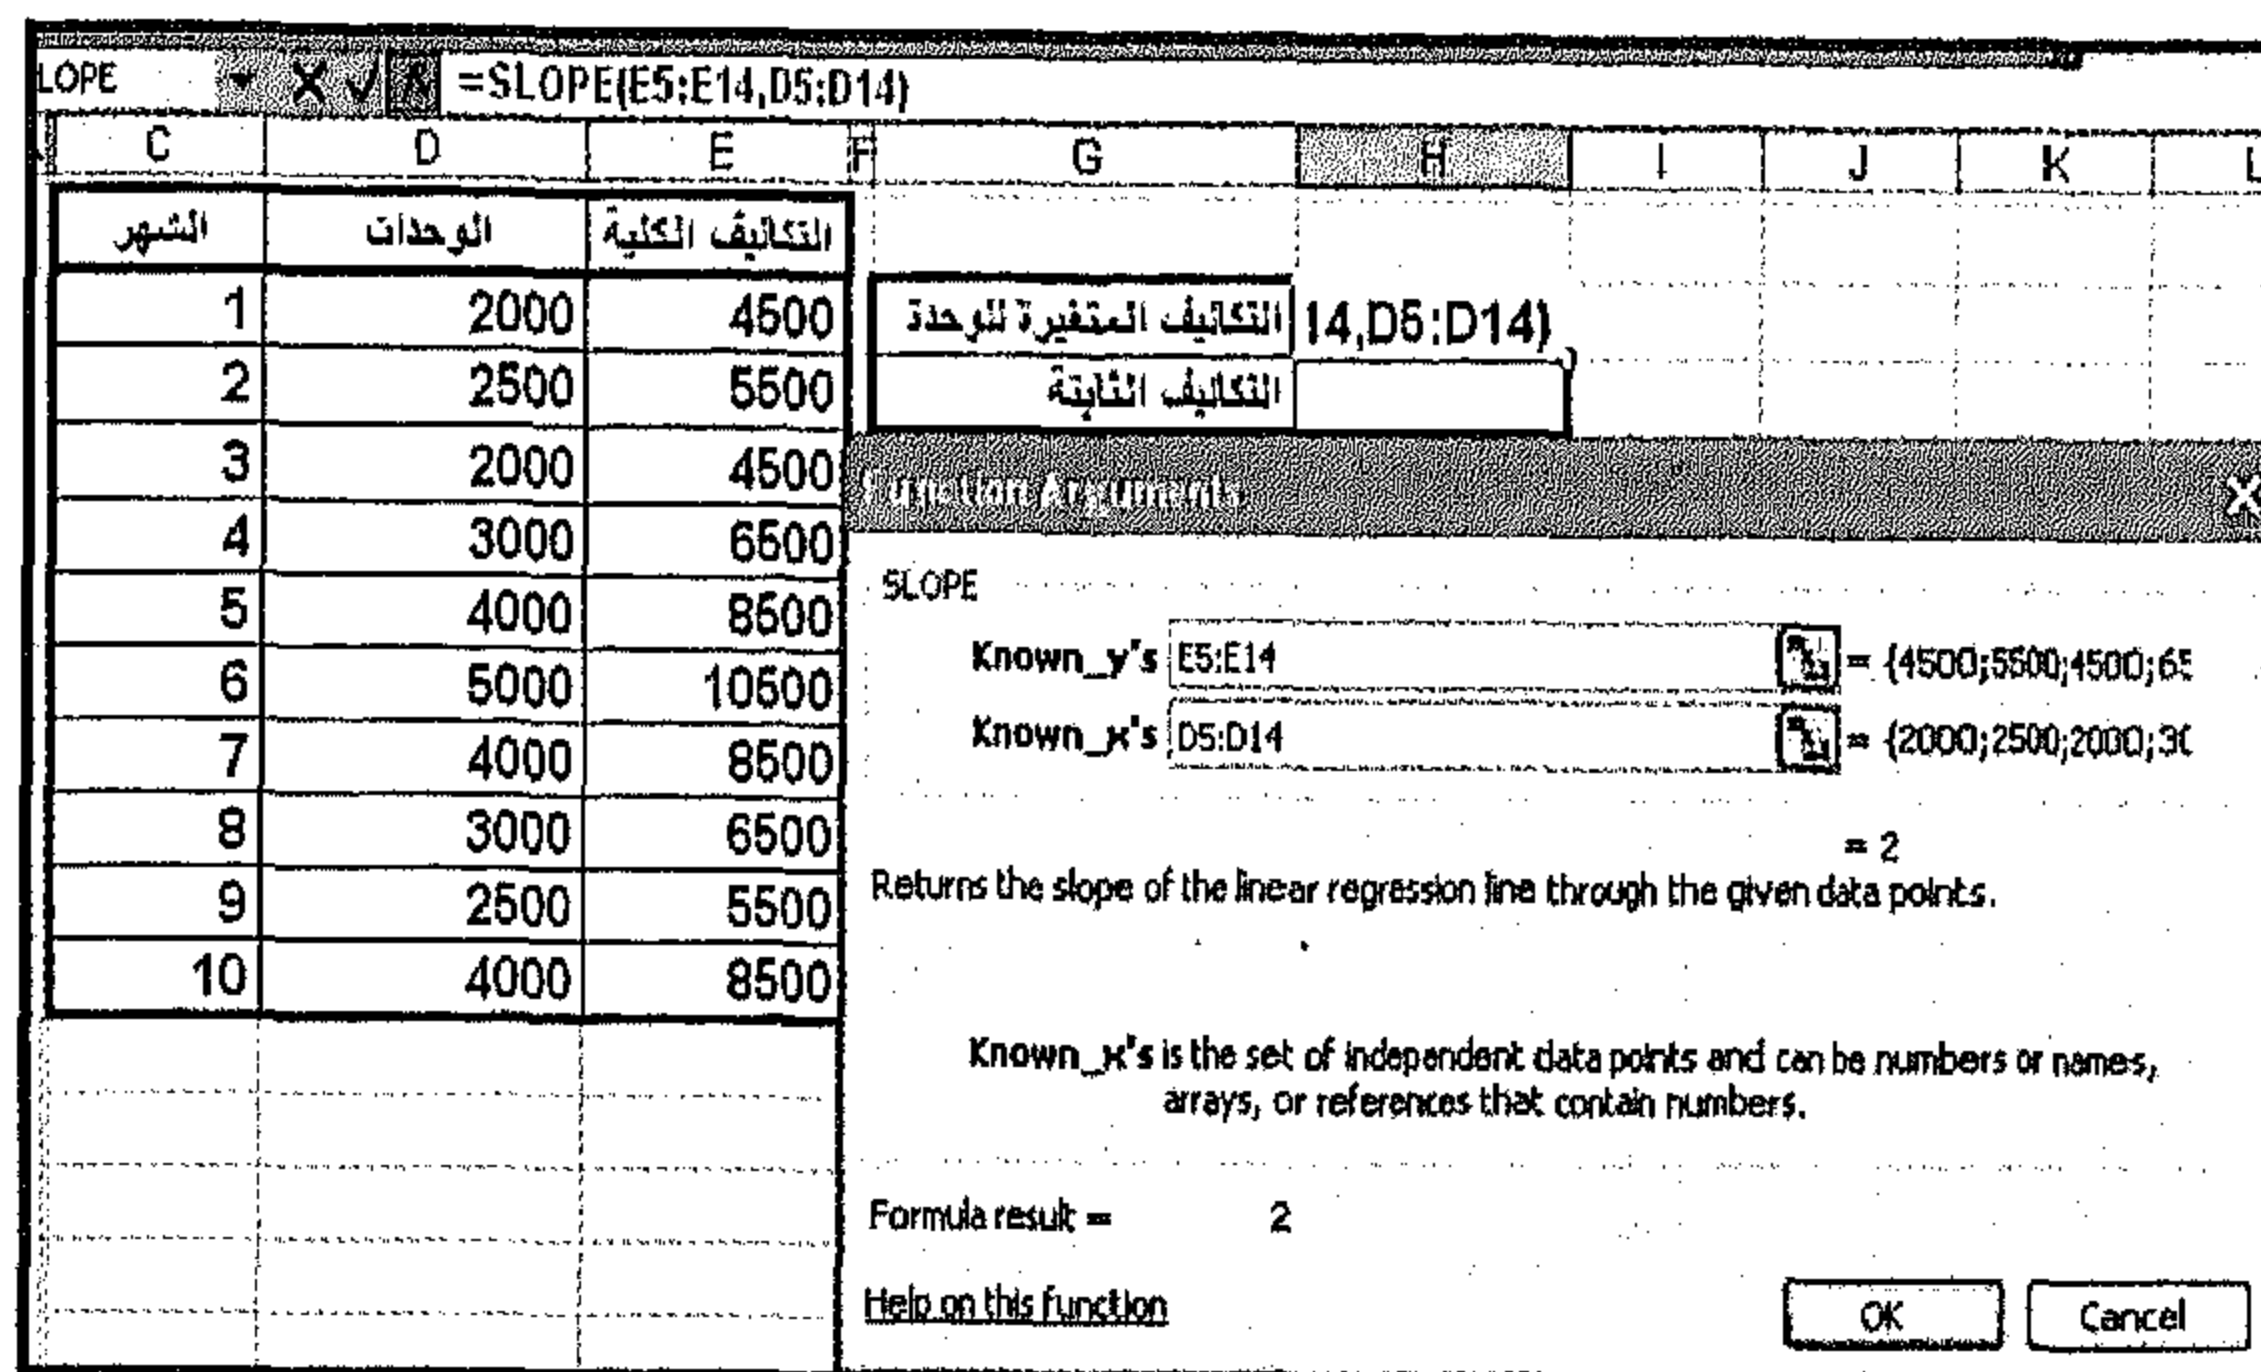 LOPE =SLOPE(E5:E14,D5:D14)
C D E F G H I J K L
الشهر الوحدات التكاليف الكلية
1 2000 4500
2 2500 5500
3 2000 4500
4 3000 6500
5 4000 8500
6 5000 10500
7 4000 8500
8 3000 6500
9 2500 5500
10 4000 8500
التكاليف المتغيرة للوحدة 14,D5:D14)
التكاليف الثابتة
Function Arguments
SLOPE
Known_y's E5:E14 = {4500;5500;4500;65
Known_x's D5:D14 = {2000;2500;2000;30
= 2
Returns the slope of the linear regression line through the given data points.
Known_x's is the set of independent data points and can be numbers or names,
arrays, or references that contain numbers.
Formula result = 2
Help on this function
OK Cancel